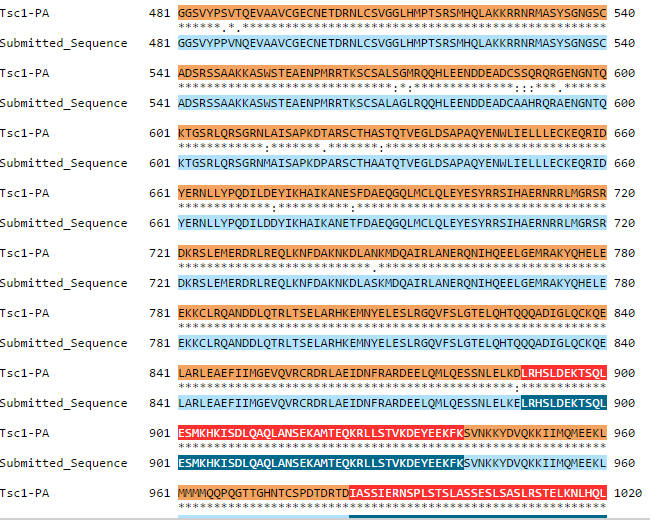 Tsc1-PA 481 GGSVYPSVTQEVAAVCGECNETDRNLCSVGGLHMPTSRSMHQLAKKRRNRMASYSGNGSC 540
******.*.***************************************************
Submitted_Sequence 481 GGSVYPPVNQEVAAVCGECNETDRNLCSVGGLHMPTSRSMHQLAKKRRNRMASYSGNGSC 540
Tsc1-PA 541 ADSRSSAAKKASWSTEAENPMRRTKSCSALSGMRQQHLEENDDEADCSSQRQRGENGNTQ 600
******************************:*:**************:::***.******
Submitted_Sequence 541 ADSRSSAAKKASWSTEAENPMRRTKSCSALAGLRQQHLEENDDEADCAAHRQRAENGNTQ 600
Tsc1-PA 601 KTGSRLQRSGRNLAISAPKDTARSCTHASTQTVEGLDSAPAQYENWLIELLLECKEQRID 660
************:*******.*******:*******************************
Submitted_Sequence 601 KTGSRLQRSGRNMAISAPKDPARSCTHAATQTVEGLDSAPAQYENWLIELLLECKEQRID 660
Tsc1-PA 661 YERNLLYPQDILDEYIKHAIKANESFDAEQGQLMCLQLEYESYRRSIHAERNRRLMGRSR 720
*************:**********:***********************************
Submitted_Sequence 661 YERNLLYPQDILDDYIKHAIKANETFDAEQGQLMCLQLEYESYRRSIHAERNRRLMGRSR 720
Tsc1-PA 721 DKRSLEMERDRLREQLKNFDAKNKDLANKMDQAIRLANERQNIHQEELGEMRAKYQHELE 780
***************************.********************************
Submitted_Sequence 721 DKRSLEMERDRLREQLKNFDAKNKDLASKMDQAIRLANERQNIHQEELGEMRAKYQHELE 780
Tsc1-PA 781 EKKCLRQANDDLQTRLTSELARHKEMNYELESLRGQVFSLGTELQHTQQQADIGLQCKQE 840
************************************************************
Submitted_Sequence 781 EKKCLRQANDDLQTRLTSELARHKEMNYELESLRGQVFSLGTELQHTQQQADIGLQCKQE 840
Tsc1-PA 841 LARLEAEFIIMGEVQVRCRDRLAEIDNFRARDEELQMLQESSNLELKDLRHSLDEKTSQL 900
***********************************************:************
Submitted_Sequence 841 LARLEAEFIIMGEVQVRCRDRLAEIDNFRARDEELQMLQESSNLELKELRHSLDEKTSQL 900
Tsc1-PA 901 ESMKHKISDLQAQLANSEKAMTEQKRLLSTVKDEYEEKFKSVNKKYDVQKKIIMQMEEKL 960
************************************************************
Submitted_Sequence 901 ESMKHKISDLQAQLANSEKAMTEQKRLLSTVKDEYEEKFKSVNKKYDVQKKIIMQMEEKL 960
Tsc1-PA 961 MMMMQQPQGTTGHNTCSPDTDRTDIASSIERNSPLSTSLASSESLSASLRSTELKNLHQL 1020
************************************************************